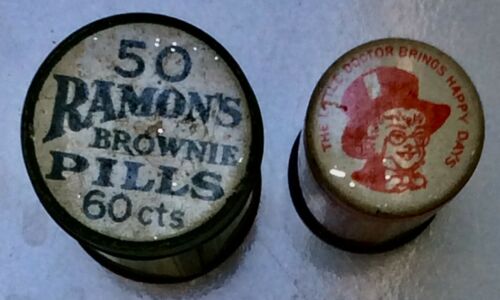 50
RAMON'S
BROWNIE
PILLS
60 cts
THE LITTLE DOCTOR BRINGS HAPPY DAYS